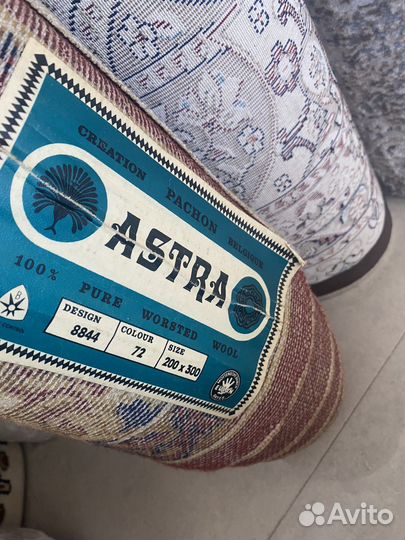 CREATION PACHON BELGIQUE
ASTRA
100% PURE WORSTED WOOL
DESIGN
8844
COLOUR
72
SIZE
200 x 300
B
Avito